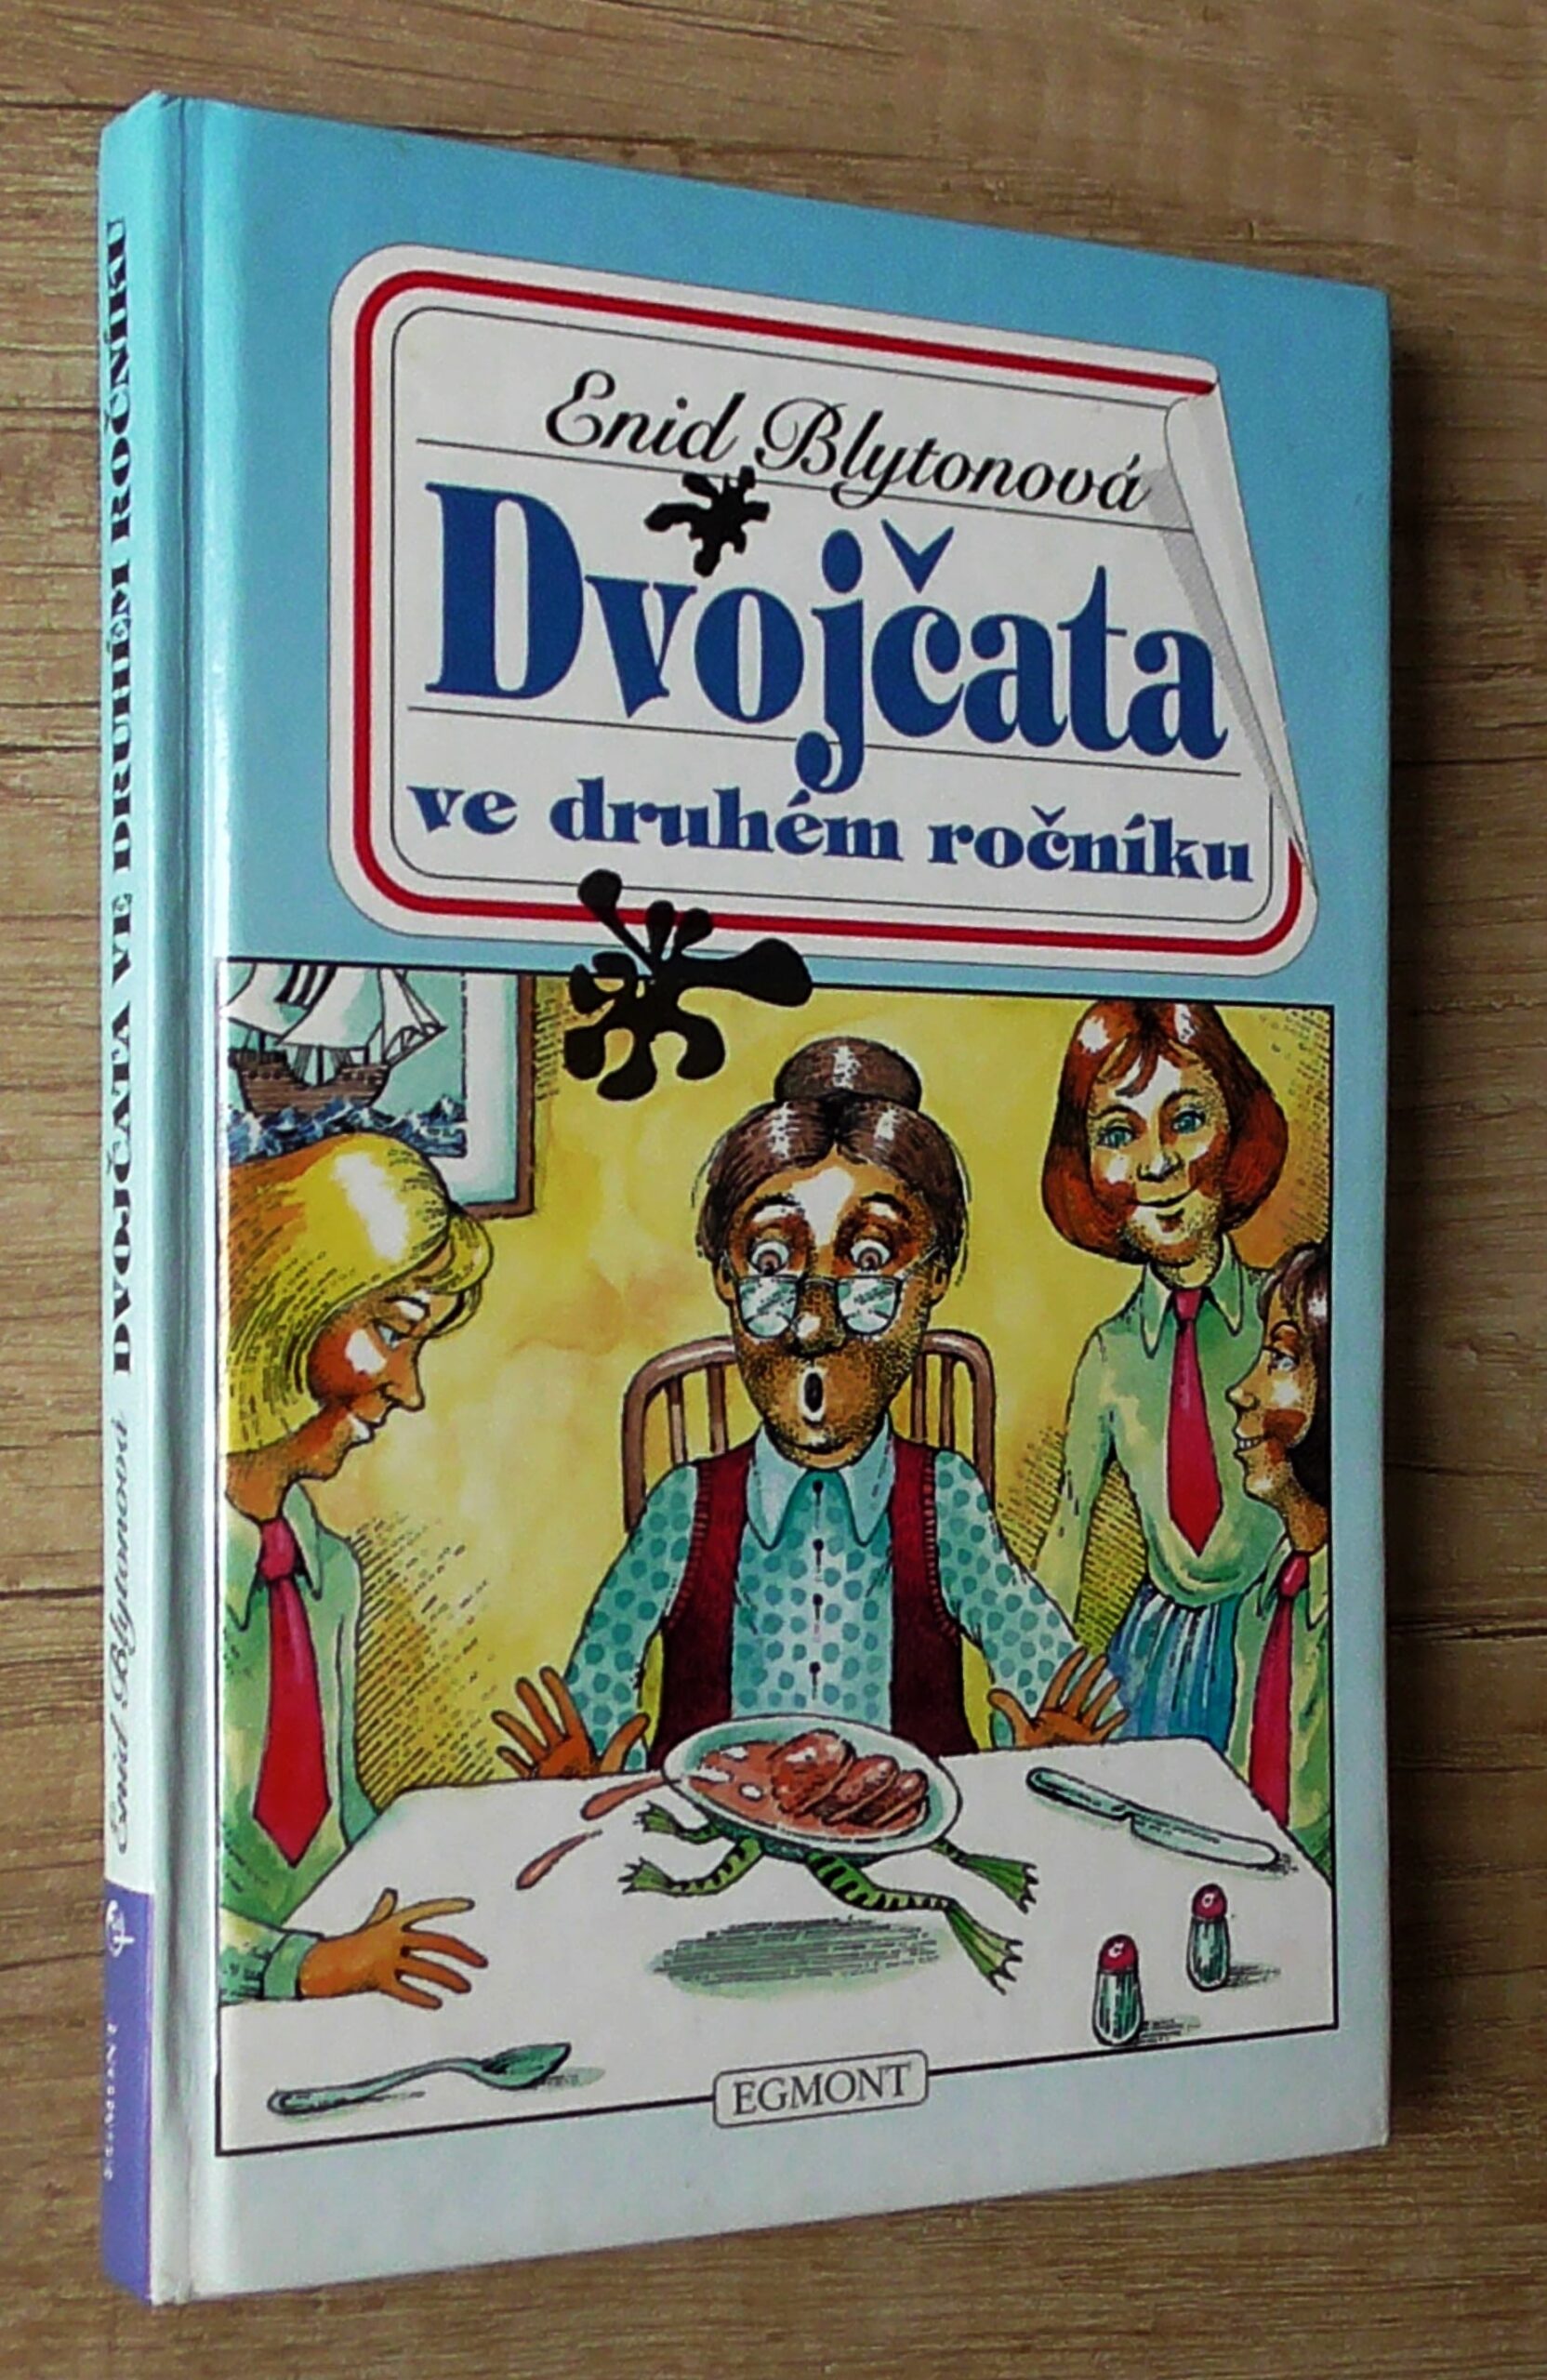 Enid Blytonová
Dvojčata
ve druhém ročníku
EGMONT
Enid Blytonová DVOJČATA VE DRUHÉM ROČNÍKU